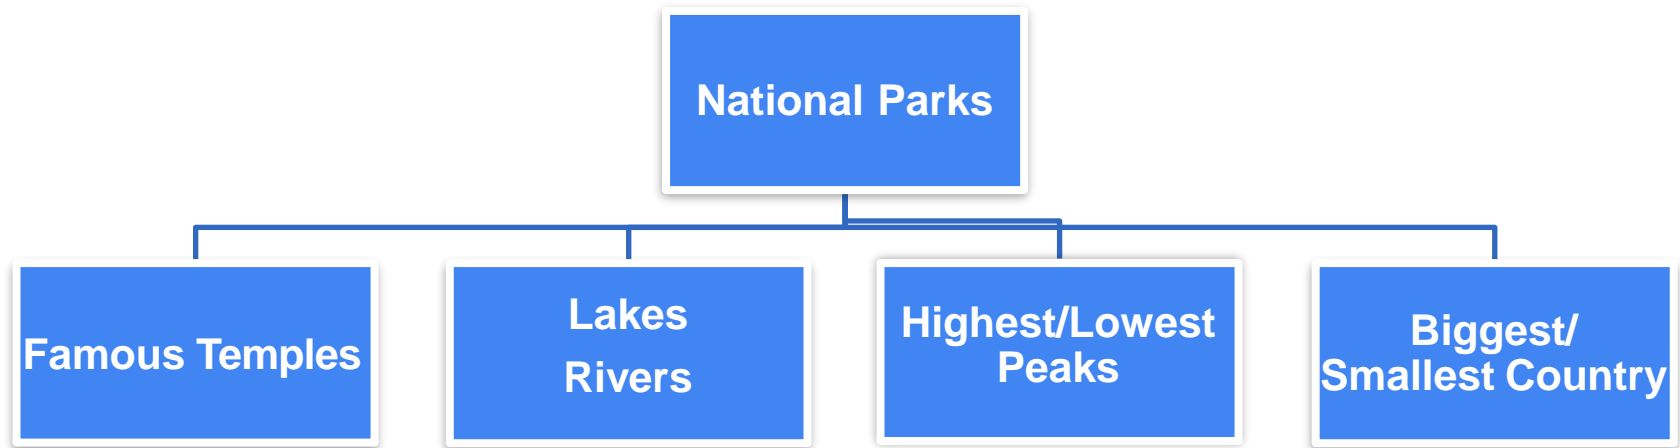 National Parks
Famous Temples
Lakes
Rivers
Highest/Lowest
Peaks
Biggest/
Smallest Country